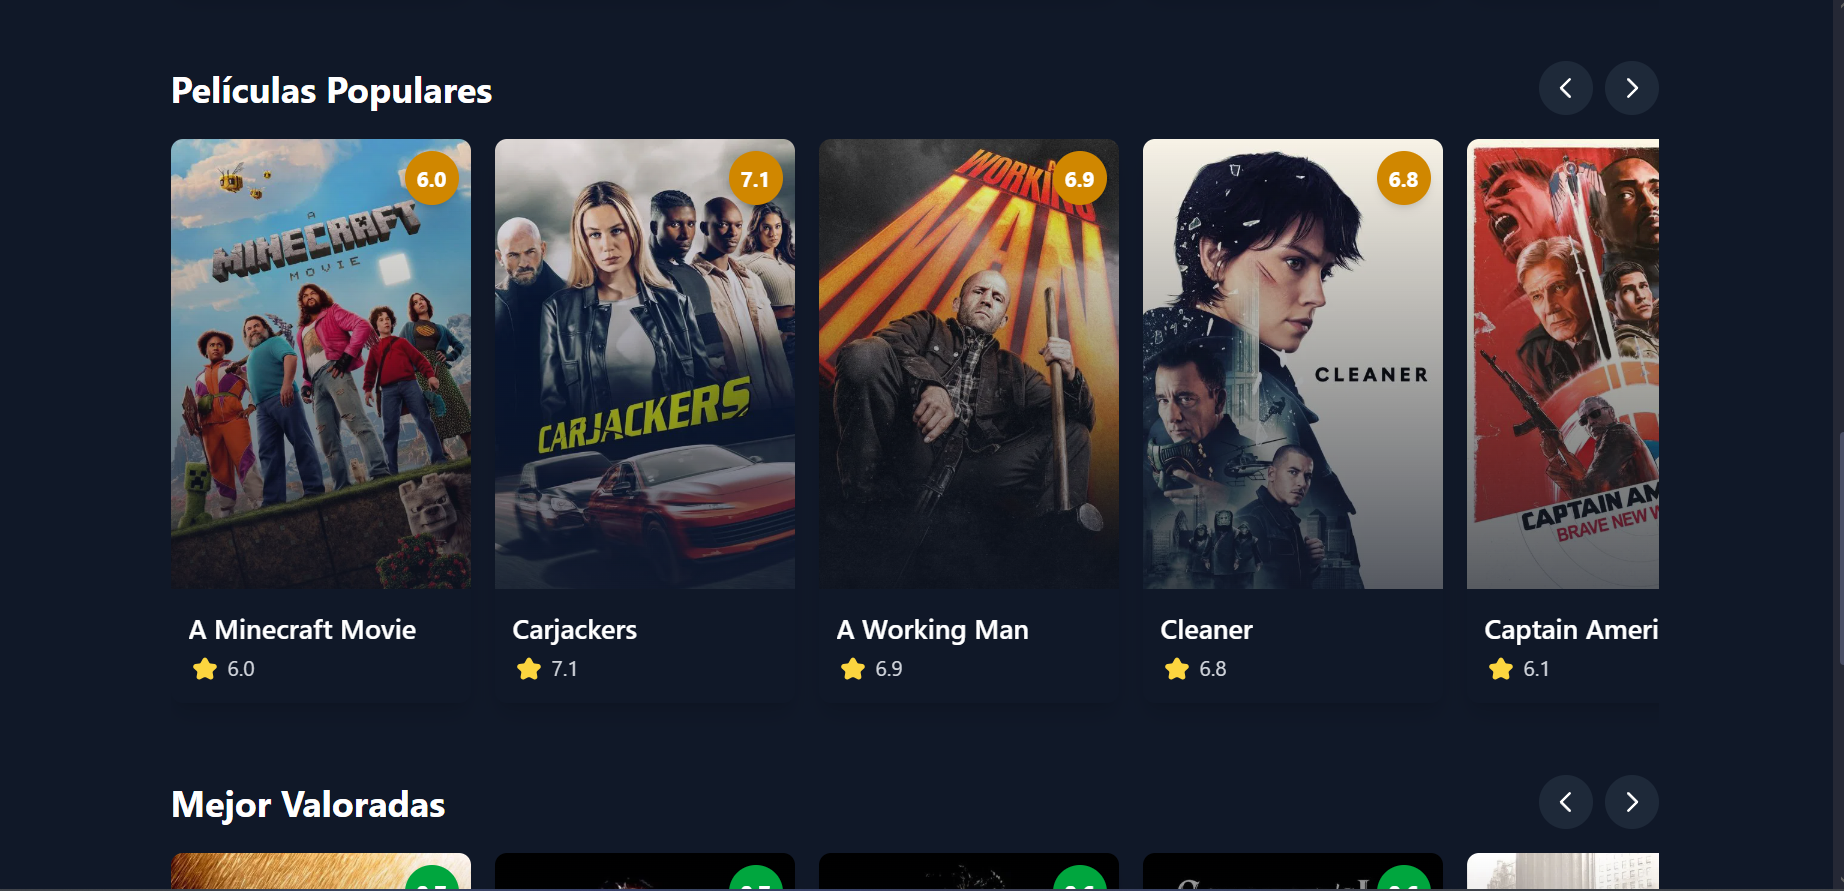 Películas Populares
6.0
A
MINECRAFT
MOVIE
7.1
CARJACKERS
6.9
A
WORKING
MAN
6.8
CLEANER
CAPTAIN AM
BRAVE NEW W
A Minecraft Movie
6.0
Carjackers
7.1
A Working Man
6.9
Cleaner
6.8
Captain Ameri
6.1
Mejor Valoradas